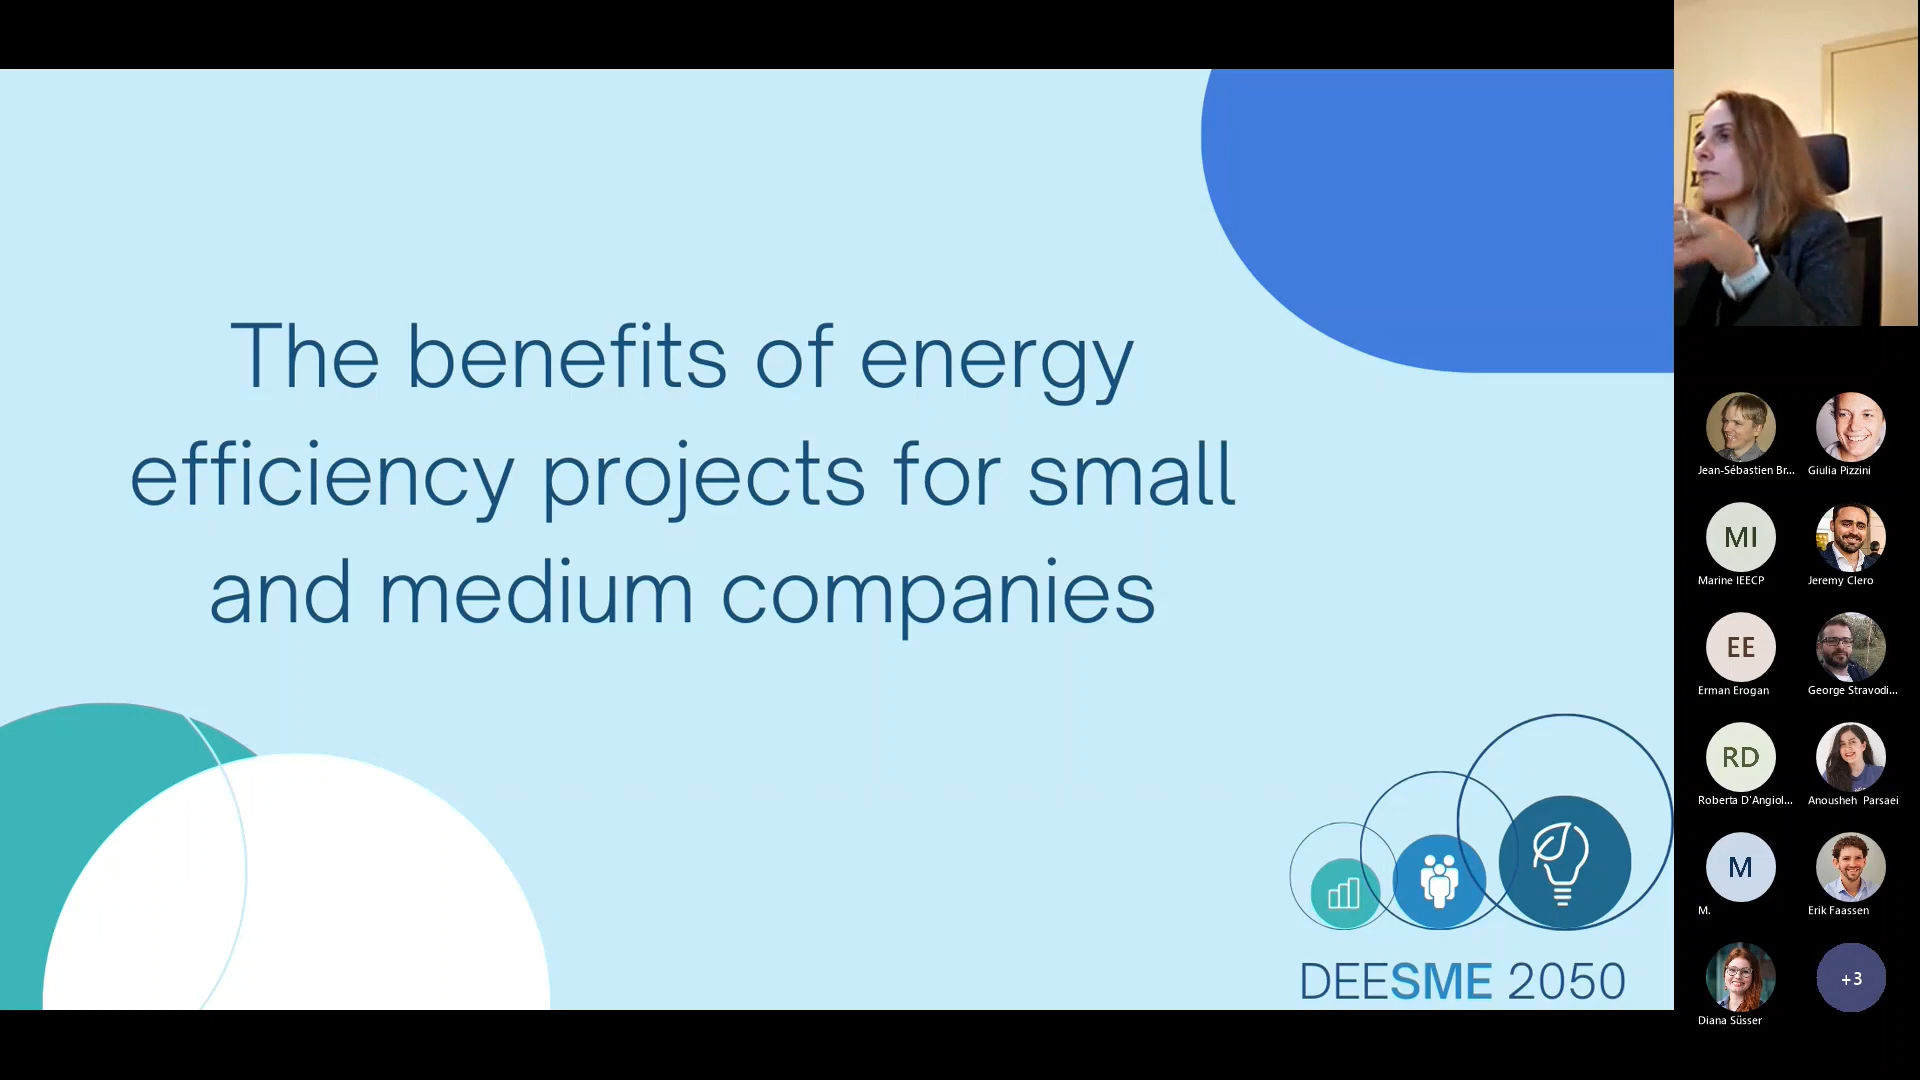 The benefits of energy
efficiency projects for small
and medium companies
DEESME 2050
Jean-Sébastien Br...
Giulia Pizzini
MI
Marine IEECP
Jeremy Clero
EE
Erman Erogan
George Stravodi...
RD
Roberta D'Angiol...
Anousheh Parsaei
M
M.
Erik Faassen
Diana Süsser
+3